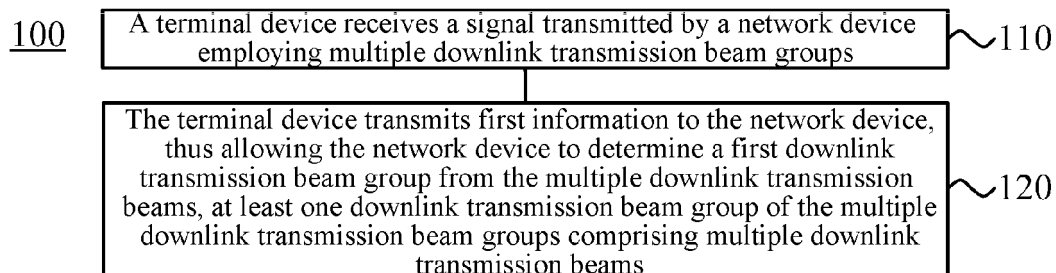 100
A terminal device receives a signal transmitted by a network device
employing multiple downlink transmission beam groups
110
The terminal device transmits first information to the network device,
thus allowing the network device to determine a first downlink
transmission beam group from the multiple downlink transmission
beams, at least one downlink transmission beam group of the multiple
downlink transmission beam groups comprising multiple downlink
transmission beams
120